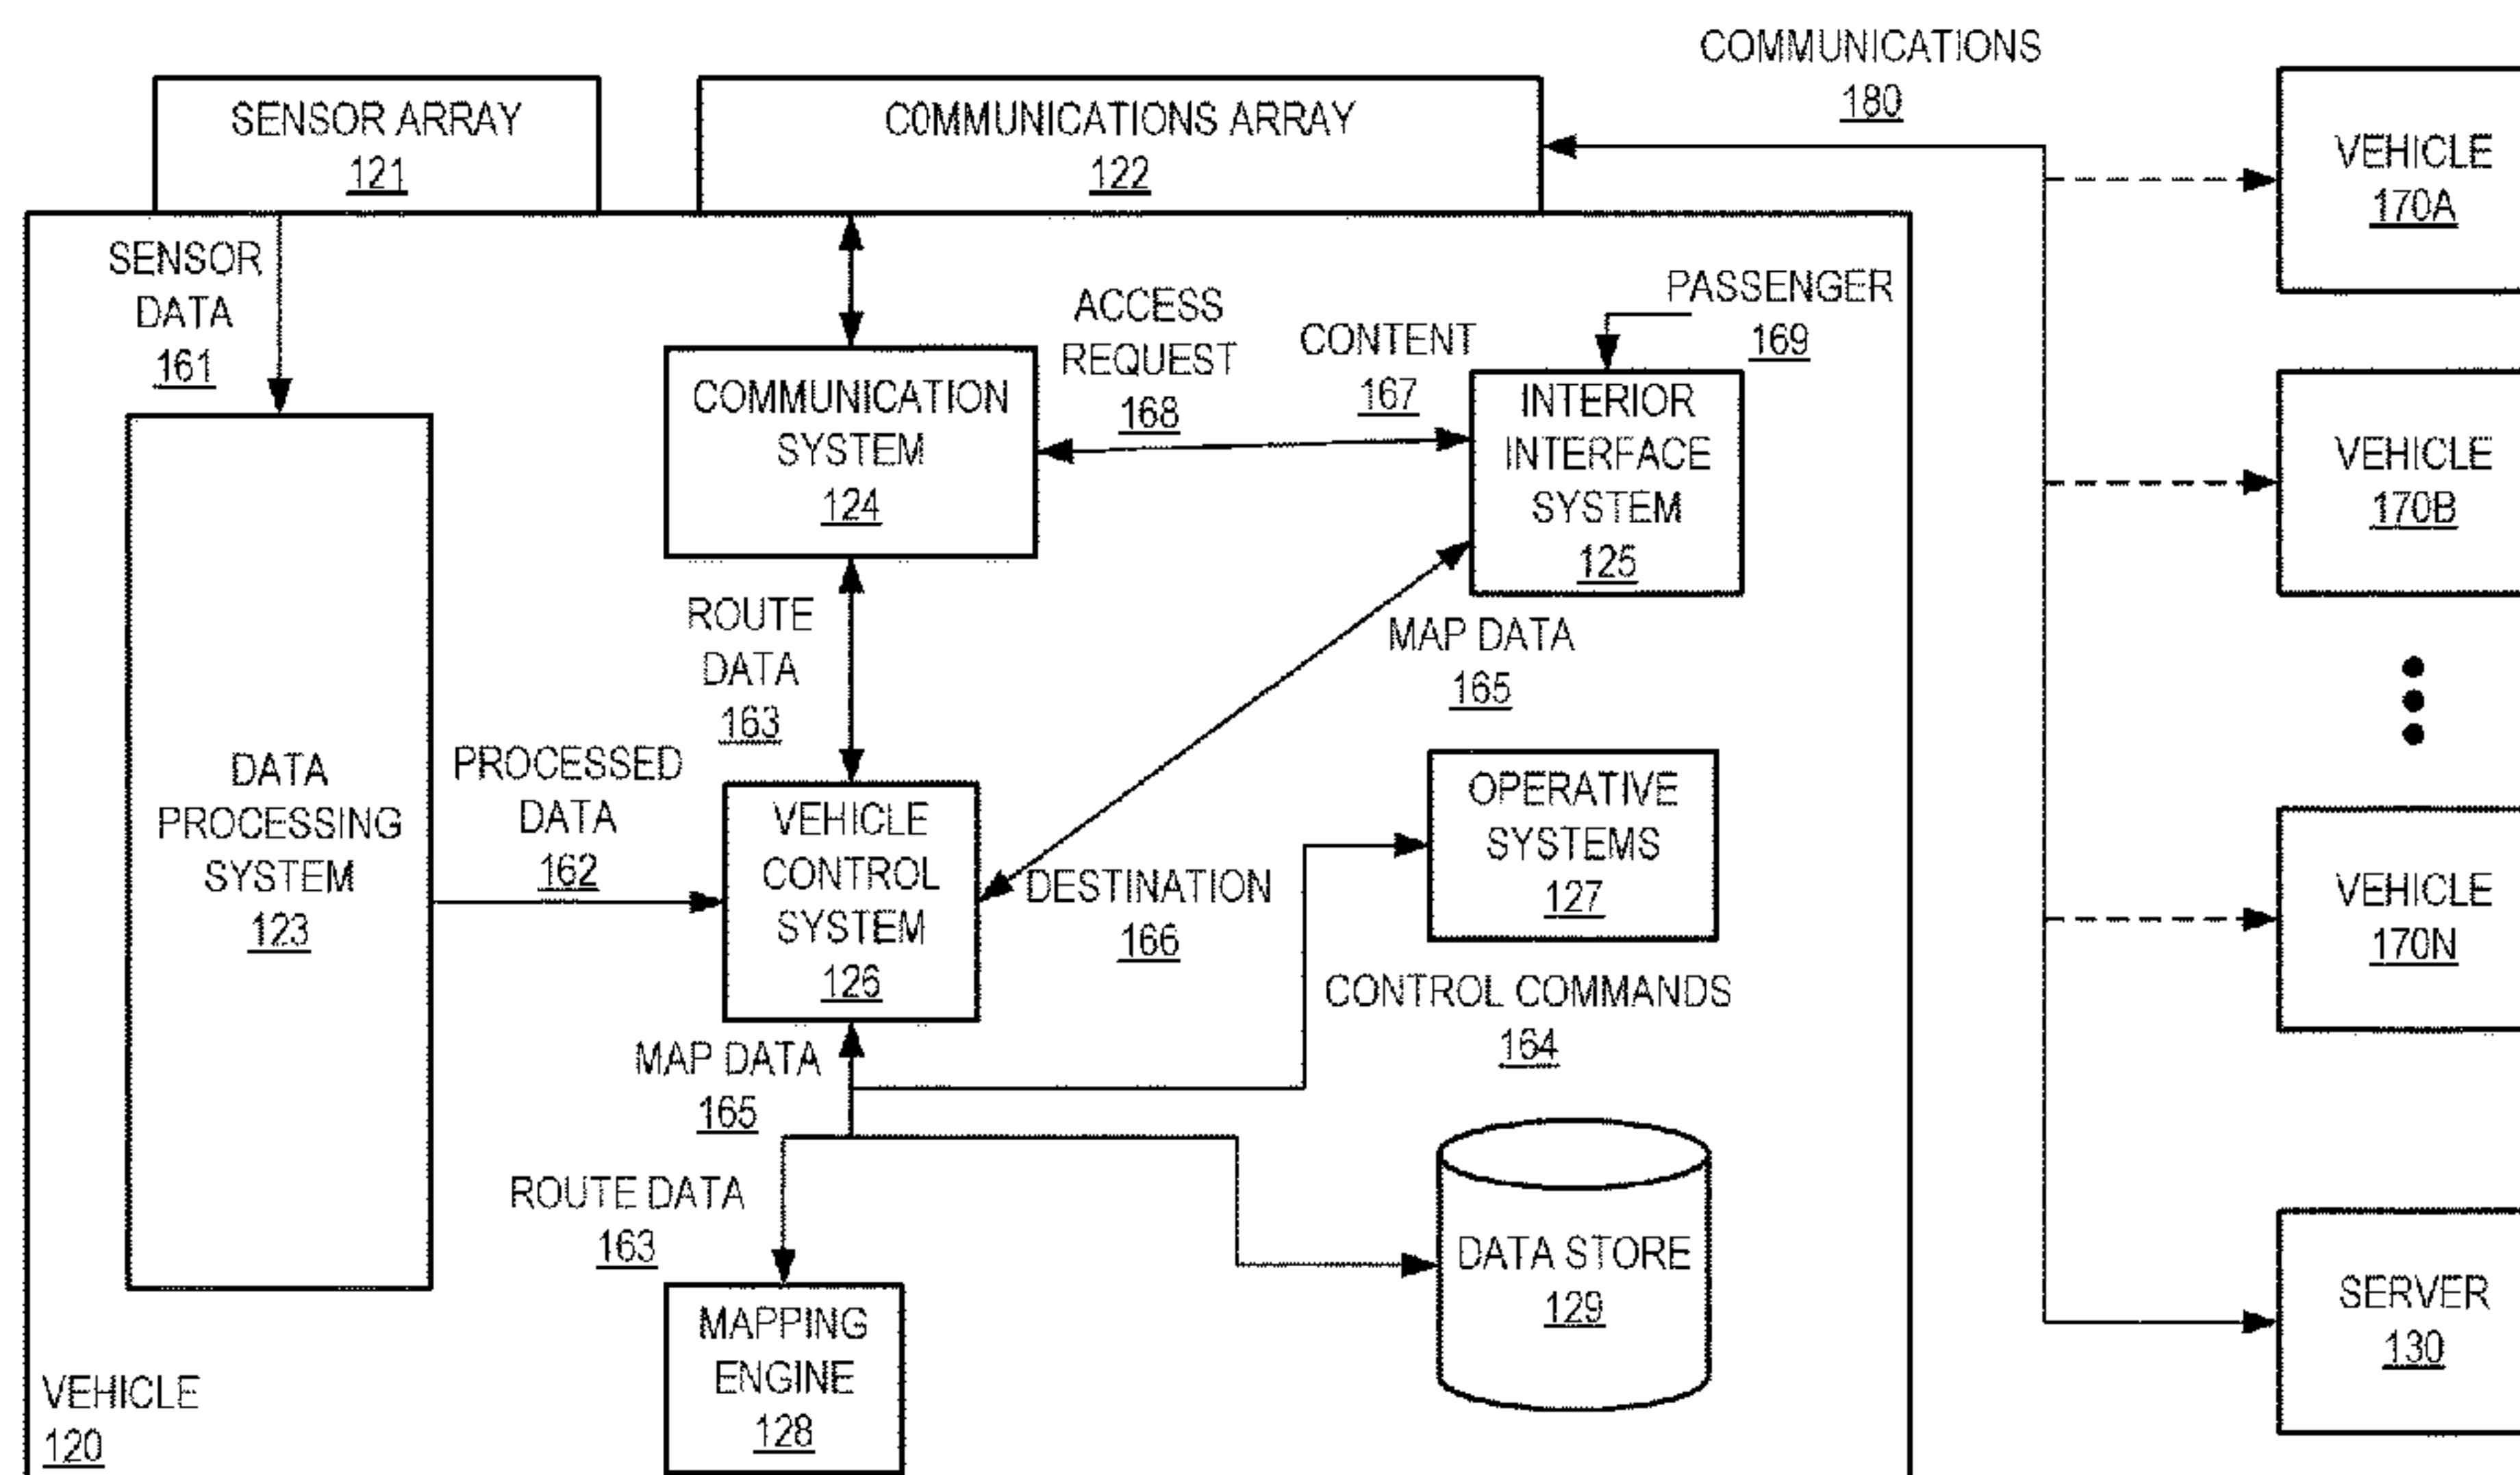 COMMUNICATIONS
180
SENSOR ARRAY
121
COMMUNICATIONS ARRAY
122
VEHICLE
170A
SENSOR
DATA
161
ACCESS
REQUEST
168
CONTENT
167
PASSENGER
169
COMMUNICATION
SYSTEM
124
INTERIOR
INTERFACE
SYSTEM
125
VEHICLE
170B
ROUTE
DATA
163
MAP DATA
165
DATA
PROCESSING
SYSTEM
123
PROCESSED
DATA
162
VEHICLE
CONTROL
SYSTEM
126
DESTINATION
166
OPERATIVE
SYSTEMS
127
VEHICLE
170N
CONTROL COMMANDS
164
MAP DATA
165
ROUTE DATA
163
DATA STORE
129
SERVER
130
MAPPING
ENGINE
128
VEHICLE
120